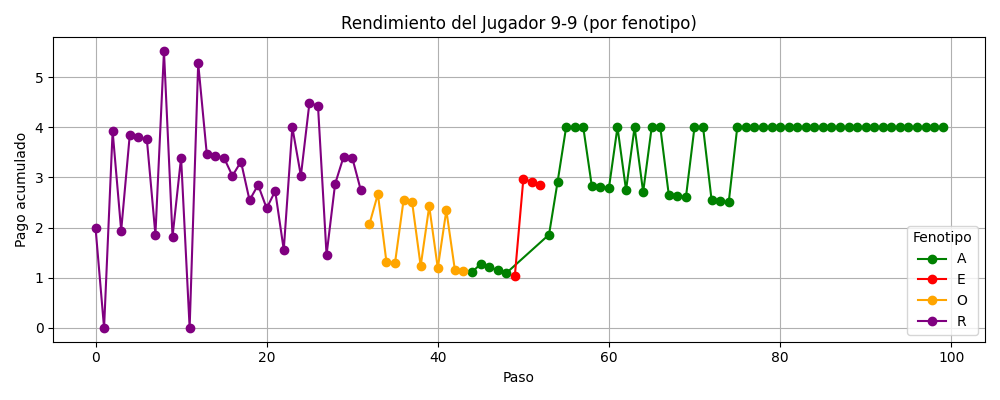 Rendimiento del Jugador 9-9 (por fenotipo)
Pago acumulado
5
4
3
2
1
0
0
20
40
60
80
100
Paso
Fenotipo
A
E
O
R